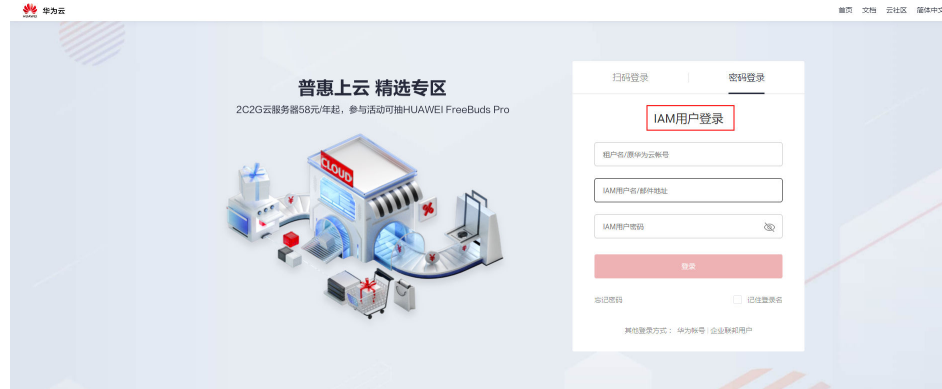 HUAWEI 华为云 首页 文档 云社区 简体中文
普惠上云 精选专区
2C2G云服务器58元/年起，参与活动可抽HUAWEI FreeBuds Pro
CLOUD
扫码登录 密码登录
IAM用户登录
租户名/原华为云帐号
IAM用户名/邮件地址
IAM用户密码
登录
忘记密码 记住登录名
其他登录方式： 华为帐号 | 企业联邦用户